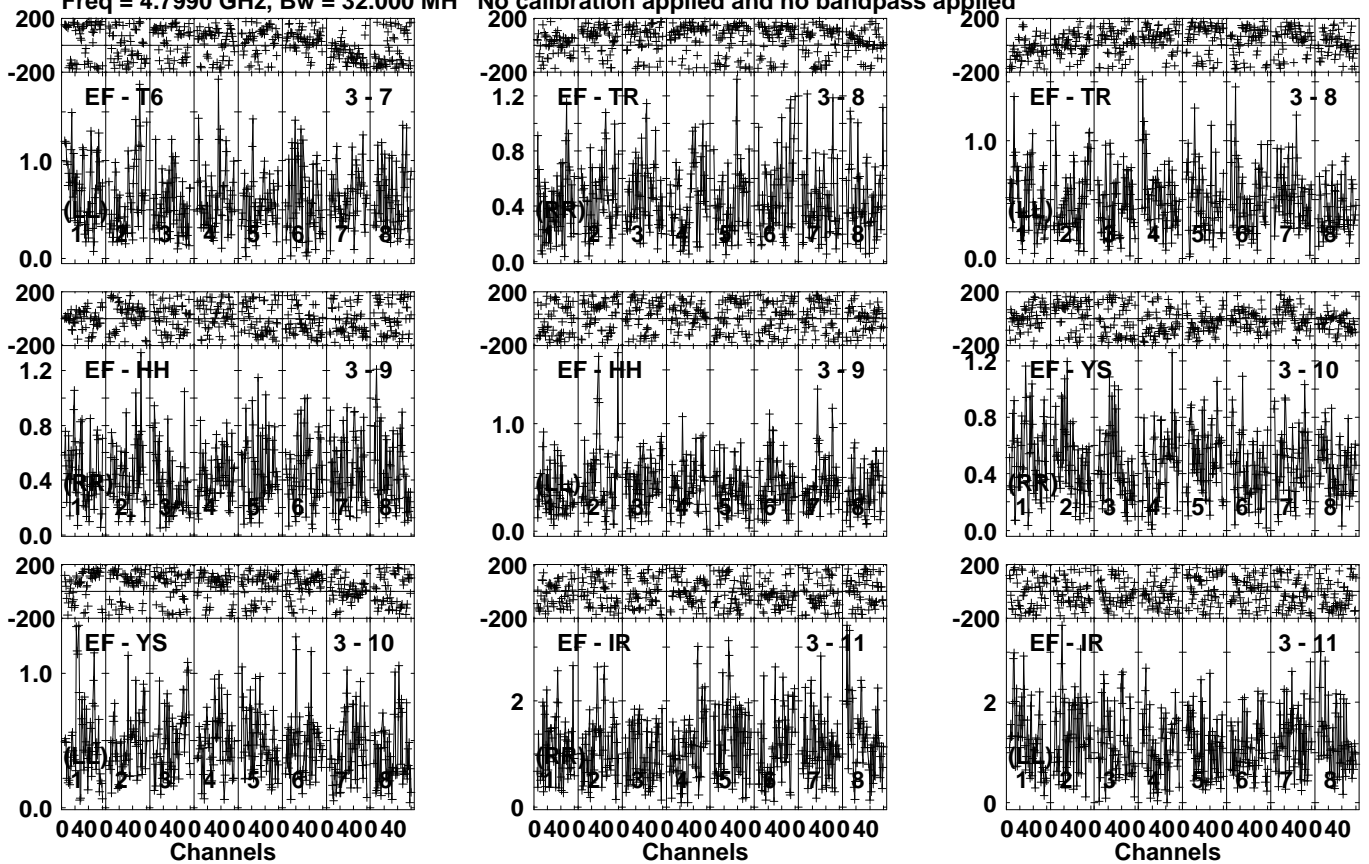 Freq = 4.7990 GHz, Bw = 32.000 MH No calibration applied and no bandpass applied
200 200 200
-200 -200 -200
EF - T6 3 - 7 EF - TR 3 - 8 EF - TR 3 - 8
1.2
1.0 0.8 1.0
(LL) 0.4 (RR) (LL)
1 2 3 4 5 6 7 8 1 2 3 4 5 6 7 8 1 2 3 4 5 6 7 8
0.0 0.0 0.0
200 200 200
-200 -200 -200
EF - HH 3 - 9 EF - HH 3 - 9 EF - YS 3 - 10
1.2 1.2
0.8 1.0 0.8
0.4 (RR) (LL) 0.4 (RR)
1 2 3 4 5 6 7 8 1 2 3 4 5 6 7 8 1 2 3 4 5 6 7 8
0.0 0.0 0.0
200 200 200
-200 -200 -200
EF - YS 3 - 10 EF - IR 3 - 11 EF - IR 3 - 11
1.0 2 2
(LL) (RR) (LL)
1 2 3 4 5 6 7 8 1 2 3 4 5 6 7 8 1 2 3 4 5 6 7 8
0.0 0 0
0 40 0 40 0 40 0 40 0 40 0 40 0 40 0 40 0 40 0 40 0 40 0 40 0 40 0 40 0 40 0 40 0 40 0 40 0 40 0 40 0 40 0 40 0 40 0 40
Channels Channels Channels